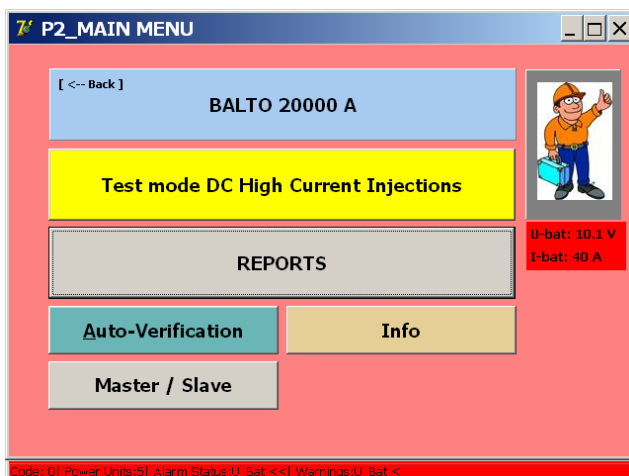 P2_MAIN MENU
[ <-- Back ]
BALTO 20000 A
Test mode DC High Current Injections
U-bat: 10.1 V
I-bat: 40 A
REPORTS
Auto-Verification
Info
Master / Slave
Code: 0| Power Units:5| Alarm Status:U_Bat <<| Warnings:U_Bat <